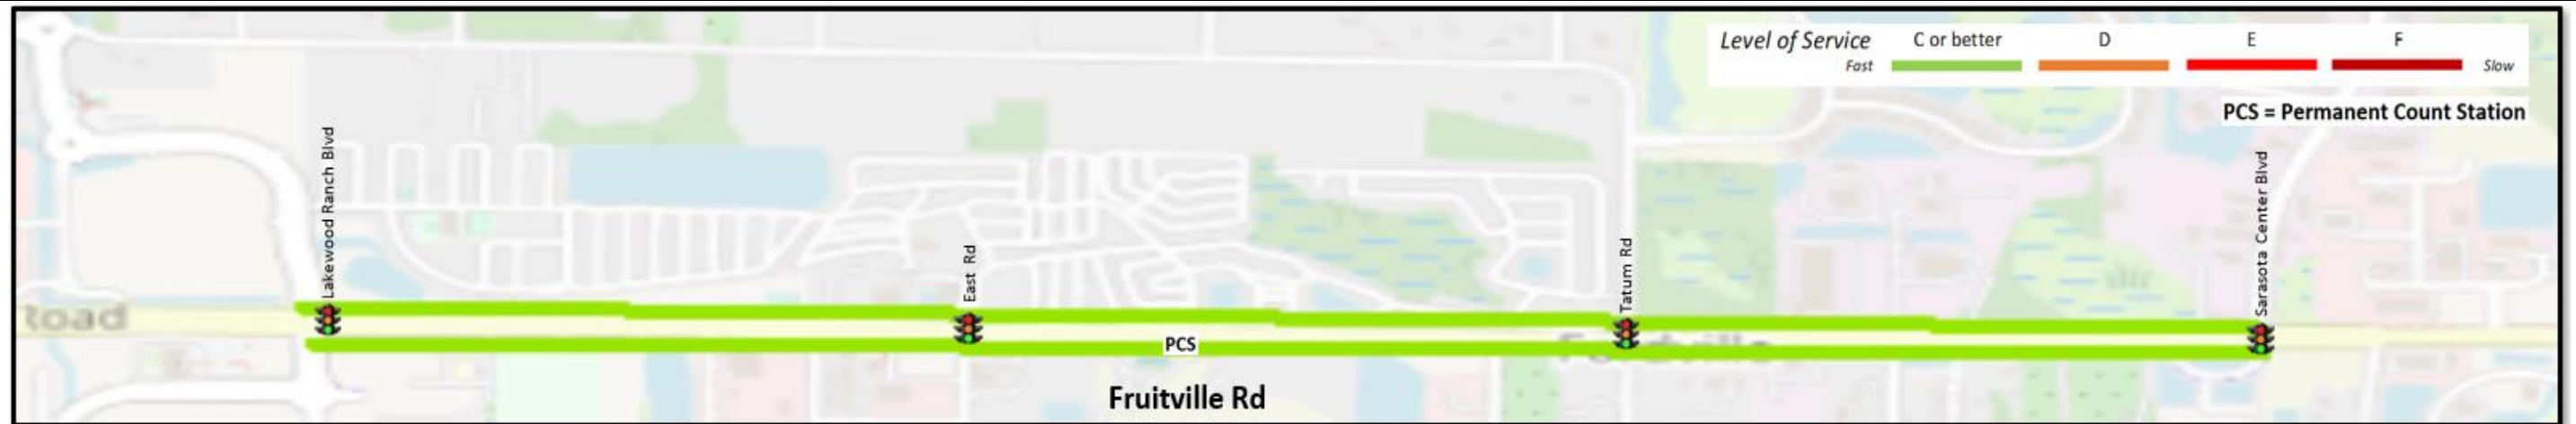 Level of Service C or better D E F
Fast Slow
PCS = Permanent Count Station
Lakewood Ranch Blvd
East Rd
Tatum Rd
Sarasota Center Blvd
Road
PCS
Fruitville Rd